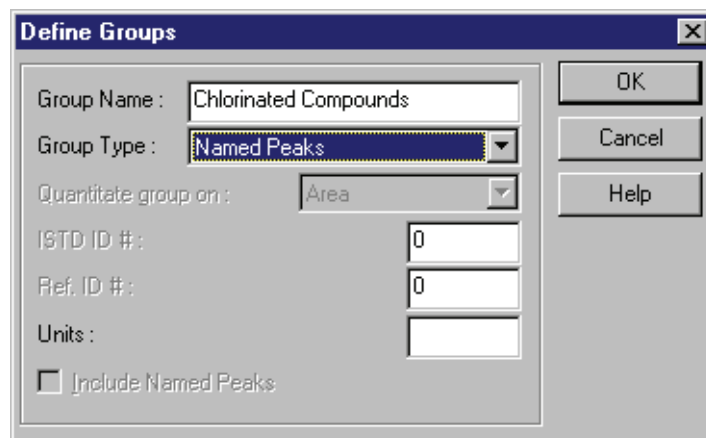 Define Groups
Group Name : Chlorinated Compounds
Group Type : Named Peaks
Quantitate group on : Area
ISTD ID # : 0
Ref. ID # : 0
Units :
Include Named Peaks
OK
Cancel
Help